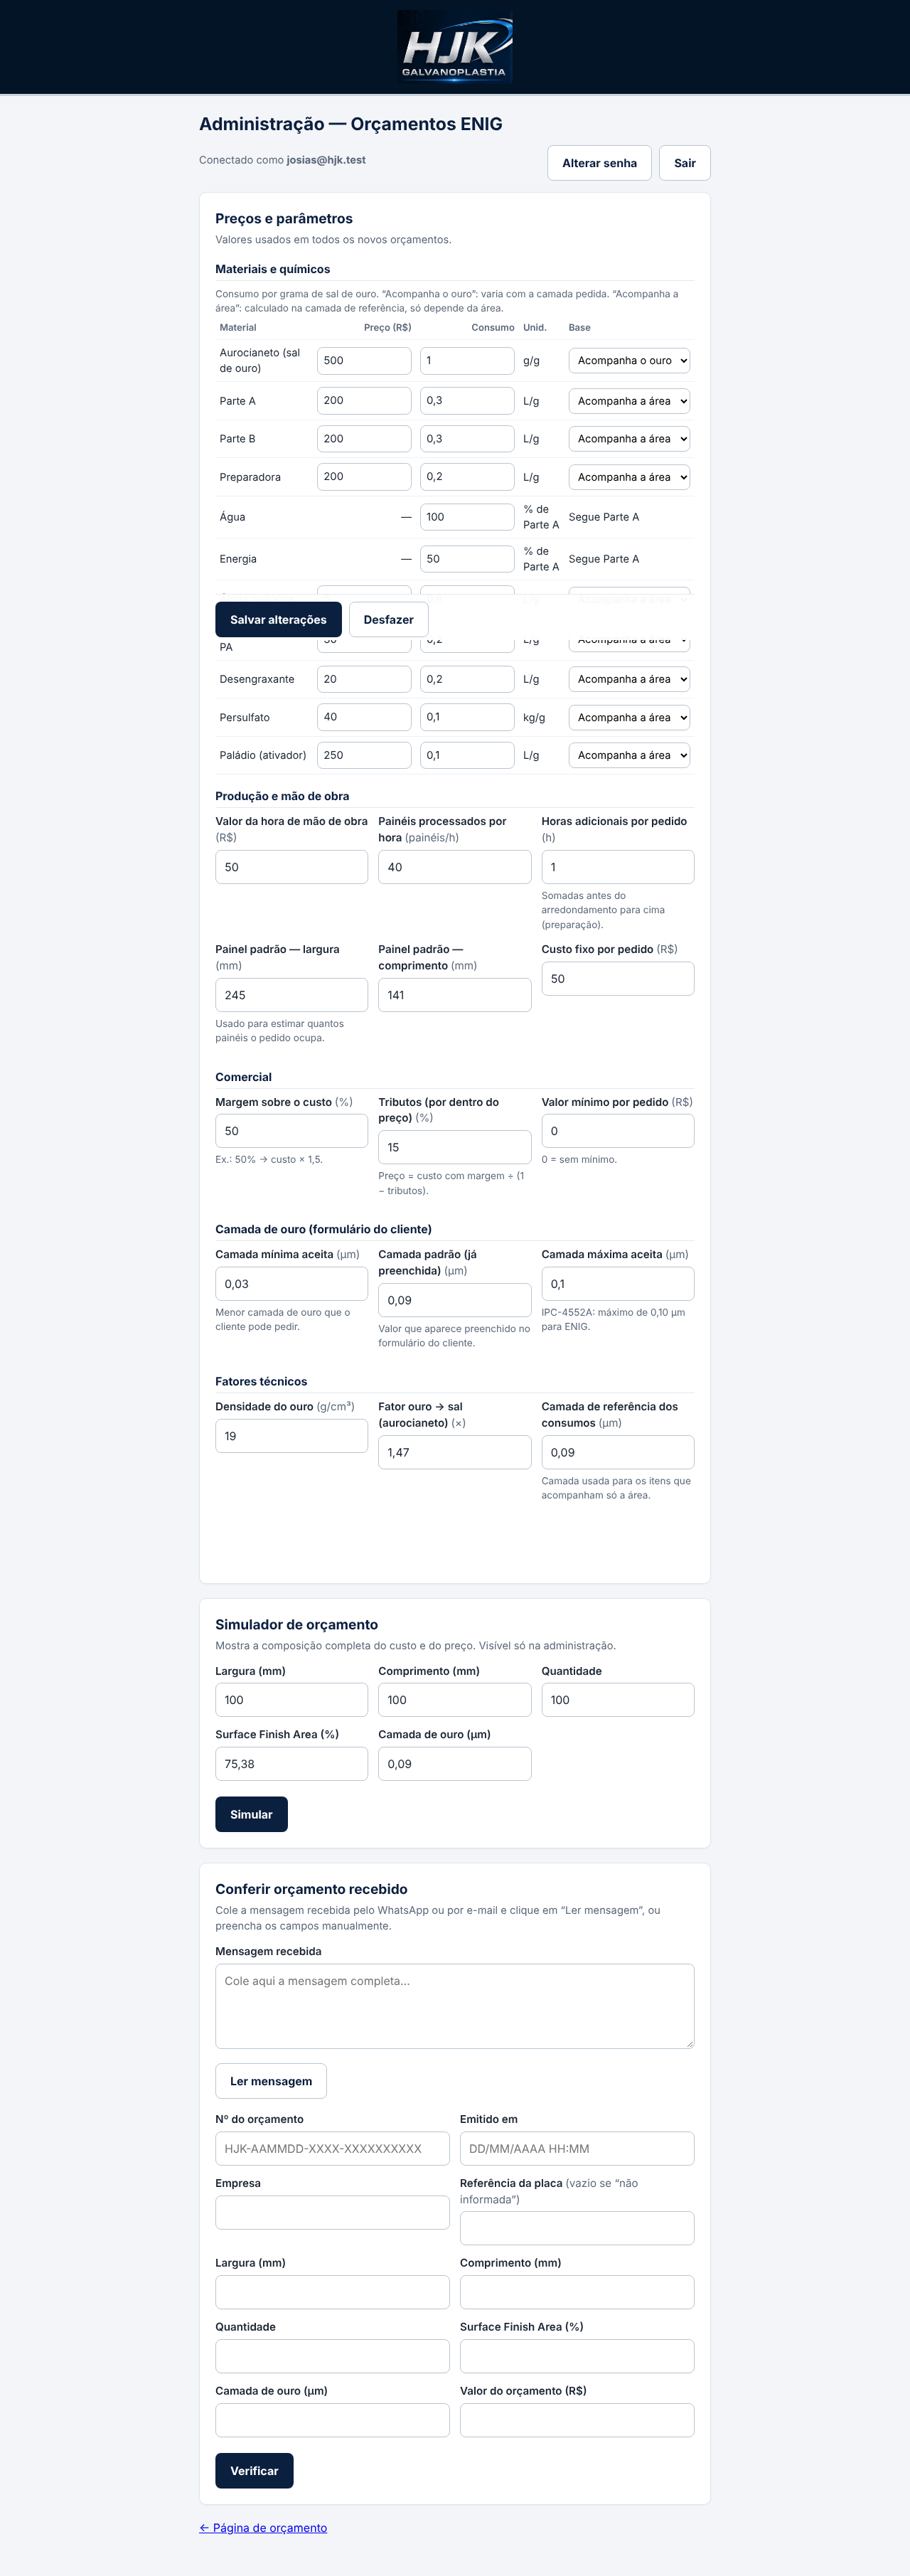 HJK
GALVANOPLASTIA
Administração — Orçamentos ENIG
Conectado como josias@hjk.test
Alterar senha
Sair
Preços e parâmetros
Valores usados em todos os novos orçamentos.
Materiais e químicos
Consumo por grama de sal de ouro. “Acompanha o ouro”: varia com a camada pedida. “Acompanha a
área”: calculado na camada de referência, só depende da área.
Material Preço (R$) Consumo Unid. Base
Aurocianeto (sal
de ouro) 500 1 g/g Acompanha o ouro
Parte A 200 0,3 L/g Acompanha a área
Parte B 200 0,3 L/g Acompanha a área
Preparadora 200 0,2 L/g Acompanha a área
Água — 100 % de
Parte A Segue Parte A
Energia — 50 % de
Parte A Segue Parte A
Salvar alterações
Desfazer
PA
Desengraxante 20 0,2 L/g Acompanha a área
Persulfato 40 0,1 kg/g Acompanha a área
Paládio (ativador) 250 0,1 L/g Acompanha a área
Produção e mão de obra
Valor da hora de mão de obra
(R$)
50
Painéis processados por
hora (painéis/h)
40
Horas adicionais por pedido
(h)
1
Somadas antes do
arredondamento para cima
(preparação).
Painel padrão — largura
(mm)
245
Usado para estimar quantos
painéis o pedido ocupa.
Painel padrão —
comprimento (mm)
141
Custo fixo por pedido (R$)
50
Comercial
Margem sobre o custo (%)
50
Ex.: 50% → custo × 1,5.
Tributos (por dentro do
preço) (%)
15
Preço = custo com margem ÷ (1
− tributos).
Valor mínimo por pedido (R$)
0
0 = sem mínimo.
Camada de ouro (formulário do cliente)
Camada mínima aceita (µm)
0,03
Menor camada de ouro que o
cliente pode pedir.
Camada padrão (já
preenchida) (µm)
0,09
Valor que aparece preenchido no
formulário do cliente.
Camada máxima aceita (µm)
0,1
IPC-4552A: máximo de 0,10 µm
para ENIG.
Fatores técnicos
Densidade do ouro (g/cm³)
19
Fator ouro → sal
(aurocianeto) (×)
1,47
Camada de referência dos
consumos (µm)
0,09
Camada usada para os itens que
acompanham só a área.
Simulador de orçamento
Mostra a composição completa do custo e do preço. Visível só na administração.
Largura (mm)
100
Comprimento (mm)
100
Quantidade
100
Surface Finish Area (%)
75,38
Camada de ouro (µm)
0,09
Simular
Conferir orçamento recebido
Cole a mensagem recebida pelo WhatsApp ou por e-mail e clique em “Ler mensagem”, ou
preencha os campos manualmente.
Mensagem recebida
Cole aqui a mensagem completa...
Ler mensagem
Nº do orçamento
HJK-AAMMDD-XXXX-XXXXXXXXXX
Emitido em
DD/MM/AAAA HH:MM
Empresa
Referência da placa (vazio se “não
informada”)
Largura (mm)
Comprimento (mm)
Quantidade
Surface Finish Area (%)
Camada de ouro (µm)
Valor do orçamento (R$)
Verificar
← Página de orçamento